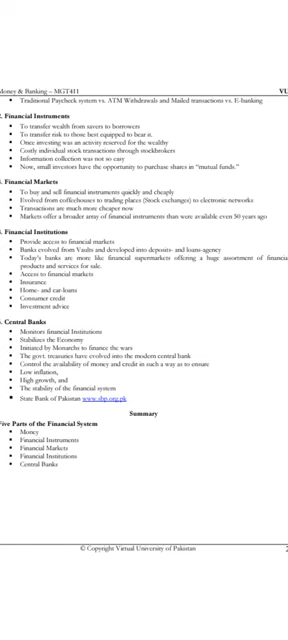 Money & Banking – MGT411 VU
▪ Traditional Paycheck system vs. ATM Withdrawals and Mailed transactions vs. E-banking
2. Financial Instruments
▪ To transfer wealth from savers to borrowers
▪ To transfer risk to those best equipped to bear it.
▪ Once investing was an activity reserved for the wealthy
▪ Costly individual stock transactions through stockbrokers
▪ Information collection was not so easy
▪ Now, small investors have the opportunity to purchase shares in “mutual funds.”
. Financial Markets
▪ To buy and sell financial instruments quickly and cheaply
▪ Evolved from coffeehouses to trading places (Stock exchanges) to electronic networks
▪ Transactions are much more cheaper now
▪ Markets offer a broader array of financial instruments than were available even 50 years ago
. Financial Institutions
▪ Provide access to financial markets
▪ Banks evolved from Vaults and developed into deposits- and loans-agency
▪ Today’s banks are more like financial supermarkets offering a huge assortment of financial
products and services for sale.
▪ Access to financial markets
▪ Insurance
▪ Home- and car-loans
▪ Consumer credit
▪ Investment advice
. Central Banks
▪ Monitors financial Institutions
▪ Stabilizes the Economy
▪ Initiated by Monarchs to finance the wars
▪ The govt. treasuries have evolved into the modern central bank
▪ Control the availability of money and credit in such a way as to ensure
▪ Low inflation,
▪ High growth, and
▪ The stability of the financial system
▪ State Bank of Pakistan www.sbp.org.pk
Summary
Five Parts of the Financial System
▪ Money
▪ Financial Instruments
▪ Financial Markets
▪ Financial Institutions
▪ Central Banks
© Copyright Virtual University of Pakistan 2